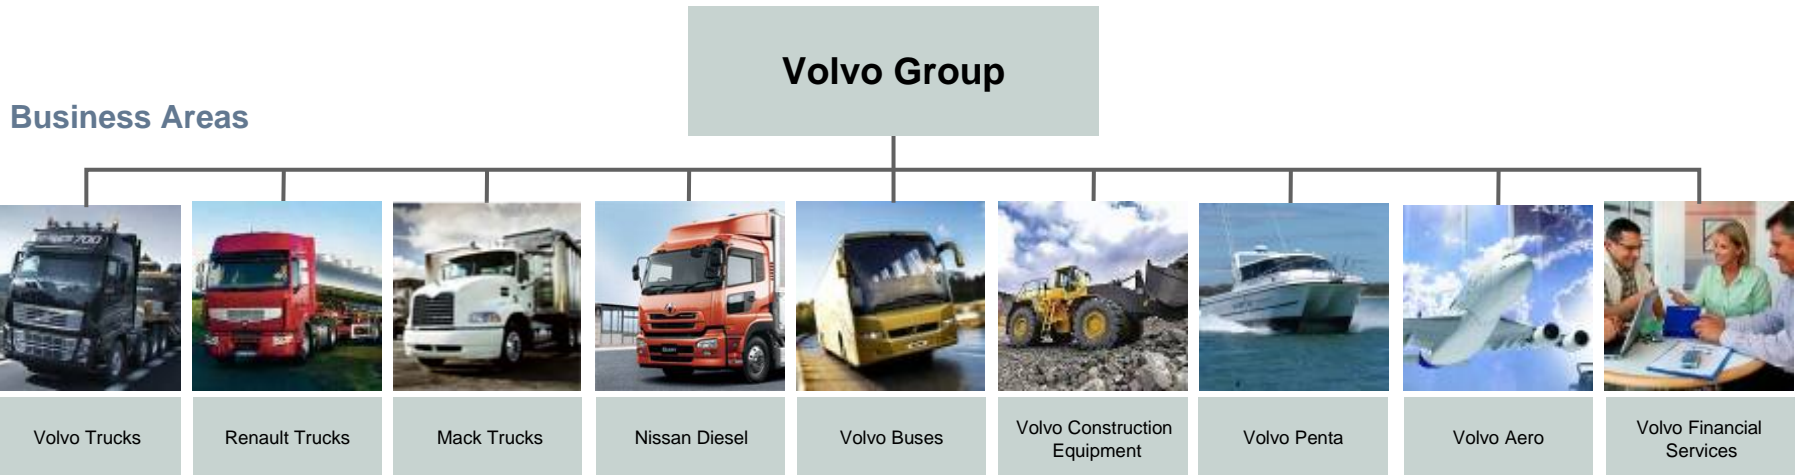 Volvo Group
Business Areas
700
Volvo Trucks
Renault Trucks
Mack Trucks
Nissan Diesel
Volvo Buses
Volvo Construction
Equipment
Volvo Penta
Volvo Aero
Volvo Financial
Services